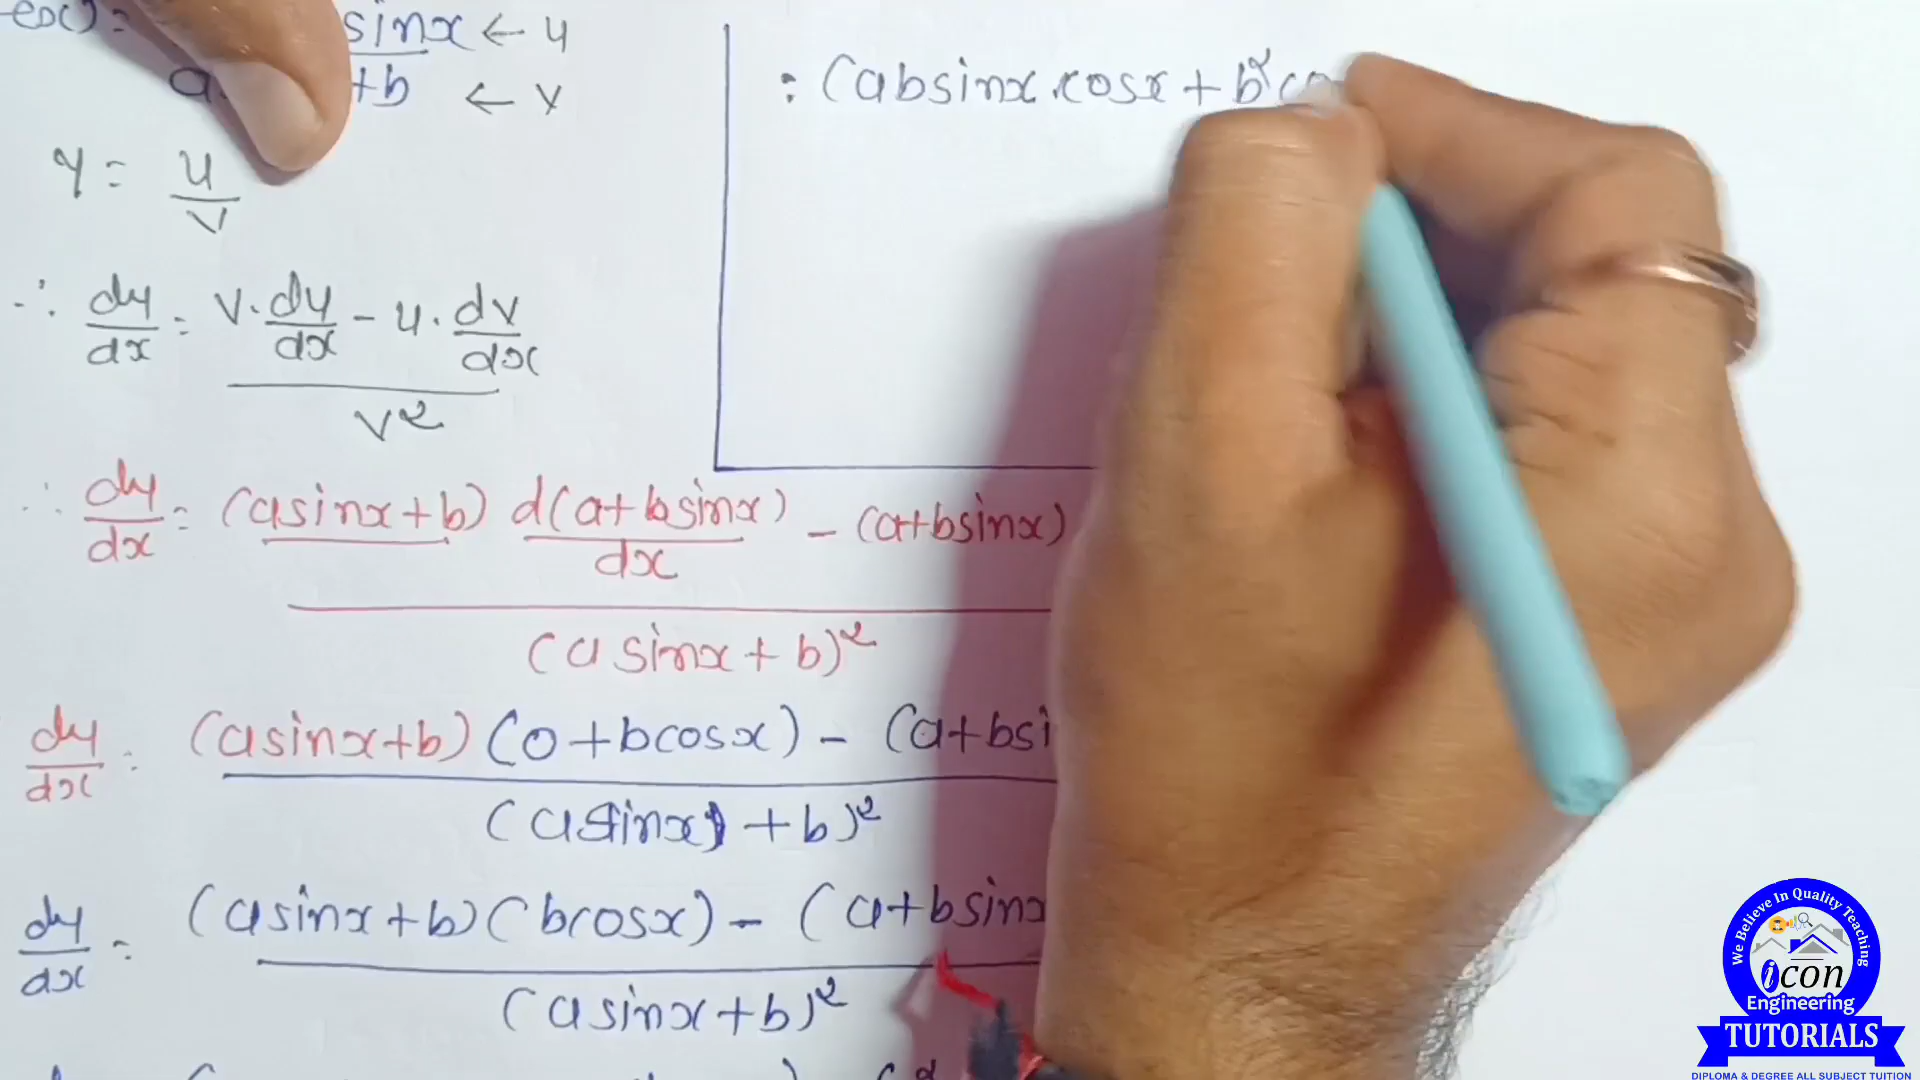 sinx ← u
+b ← v
y = u/v
: (absinx.cosx + b²co
∴ dy/dx = v.du/dx - u.dv/dx
v²
∴ dy/dx = (asinx+b) d(a+bsinx)/dx - (a+bsinx)
(asinx+b)²
dy/dx = (asinx+b) (0+bcosx) - (a+bsi
(asinx) +b)²
dy/dx = (asinx+b)(bcosx) - (a+bsinx
(asinx+b)²
We Believe In Quality Teaching
icon
Engineering
TUTORIALS
DIPLOMA & DEGREE ALL SUBJECT TUITION